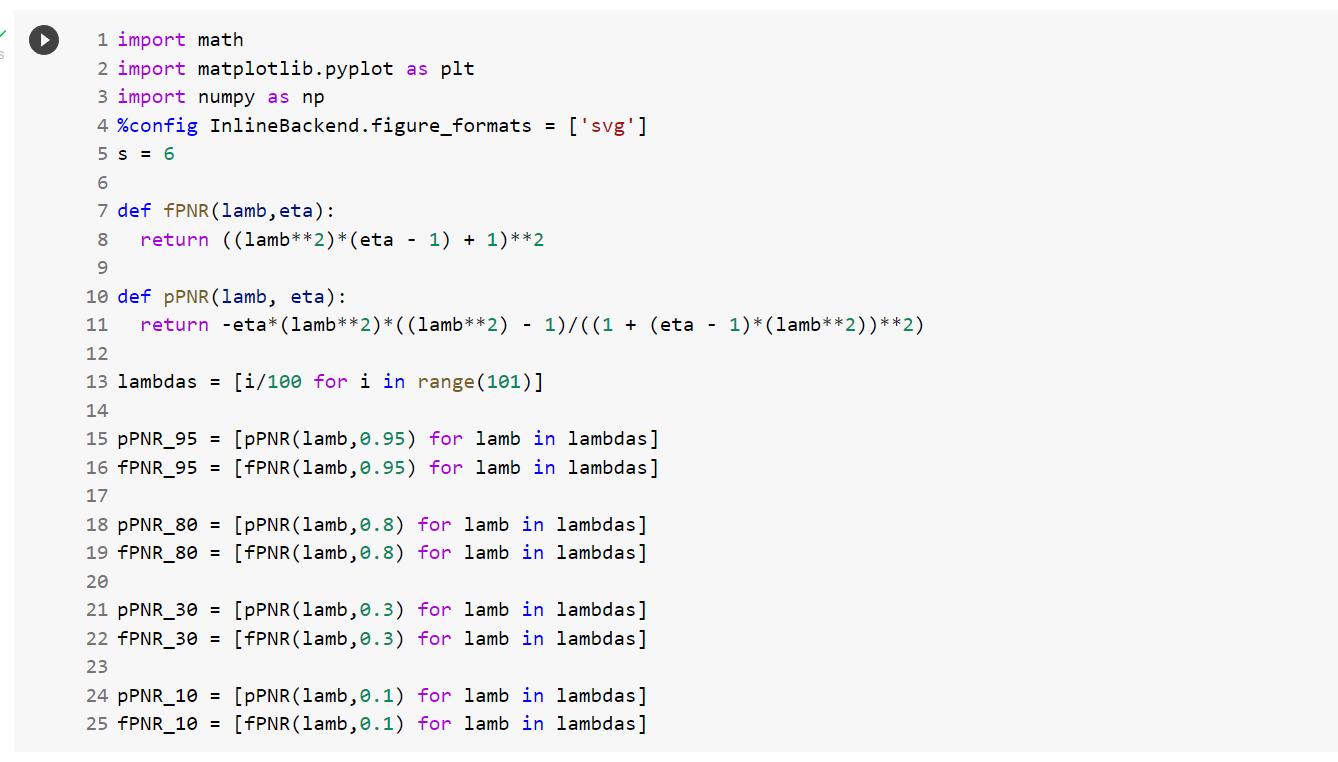 1 import math
2 import matplotlib.pyplot as plt
3 import numpy as np
4 %config InlineBackend.figure_formats = ['svg']
5 s = 6
6
7 def fPNR(lamb,eta):
8   return ((lamb**2)*(eta - 1) + 1)**2
9
10 def pPNR(lamb, eta):
11   return -eta*(lamb**2)*((lamb**2) - 1)/((1 + (eta - 1)*(lamb**2))**2)
12
13 lambdas = [i/100 for i in range(101)]
14
15 pPNR_95 = [pPNR(lamb,0.95) for lamb in lambdas]
16 fPNR_95 = [fPNR(lamb,0.95) for lamb in lambdas]
17
18 pPNR_80 = [pPNR(lamb,0.8) for lamb in lambdas]
19 fPNR_80 = [fPNR(lamb,0.8) for lamb in lambdas]
20
21 pPNR_30 = [pPNR(lamb,0.3) for lamb in lambdas]
22 fPNR_30 = [fPNR(lamb,0.3) for lamb in lambdas]
23
24 pPNR_10 = [pPNR(lamb,0.1) for lamb in lambdas]
25 fPNR_10 = [fPNR(lamb,0.1) for lamb in lambdas]